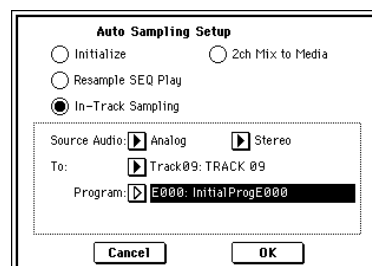 Auto Sampling Setup
Initialize 2ch Mix to Media
Resample SEQ Play
In-Track Sampling
Source Audio: Analog Stereo
To: Track09: TRACK 09
Program: E000: InitialProgE000
Cancel OK